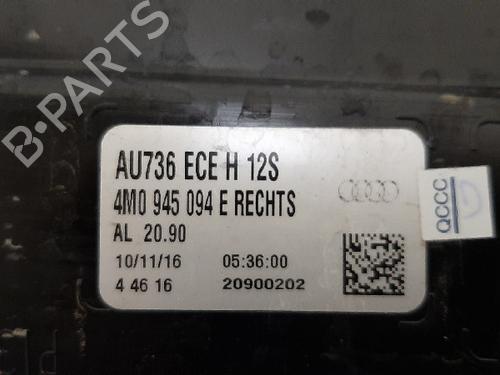 AU736 ECE H 12S
4M0 945 094 E RECHTS
AL 20.90
10/11/16 05:36:00
4 46 16 20900202
QCCC
B-Parts